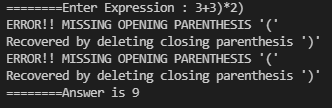 ========Enter Expression : 3+3)*2)
ERROR!! MISSING OPENING PARENTHESIS '('
Recovered by deleting closing parenthesis ')'
ERROR!! MISSING OPENING PARENTHESIS '('
Recovered by deleting closing parenthesis ')'
========Answer is 9